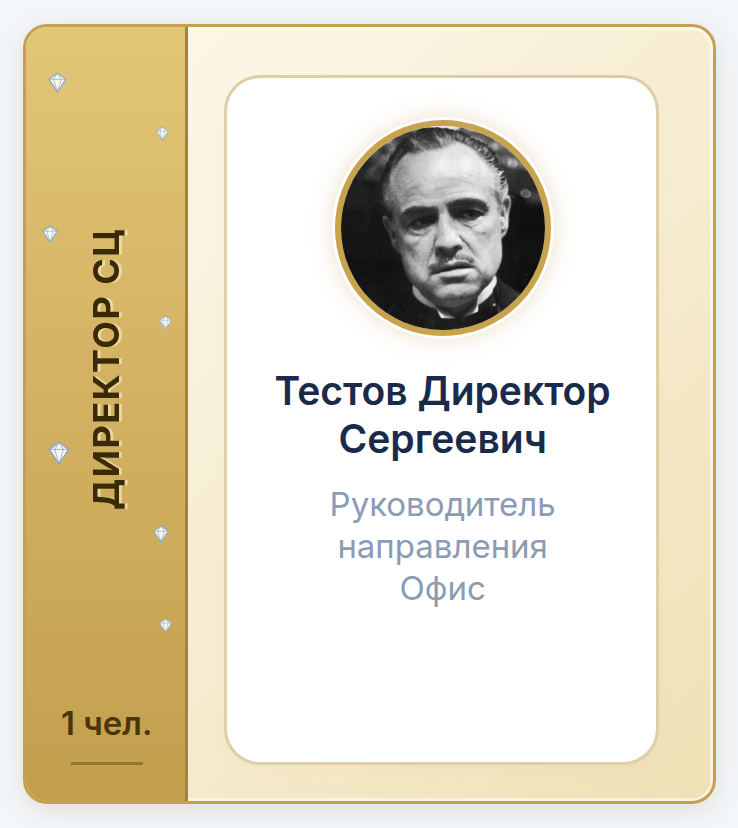 ДИРЕКТОР СЦ
1 чел.
Тестов Директор
Сергеевич
Руководитель
направления
Офис